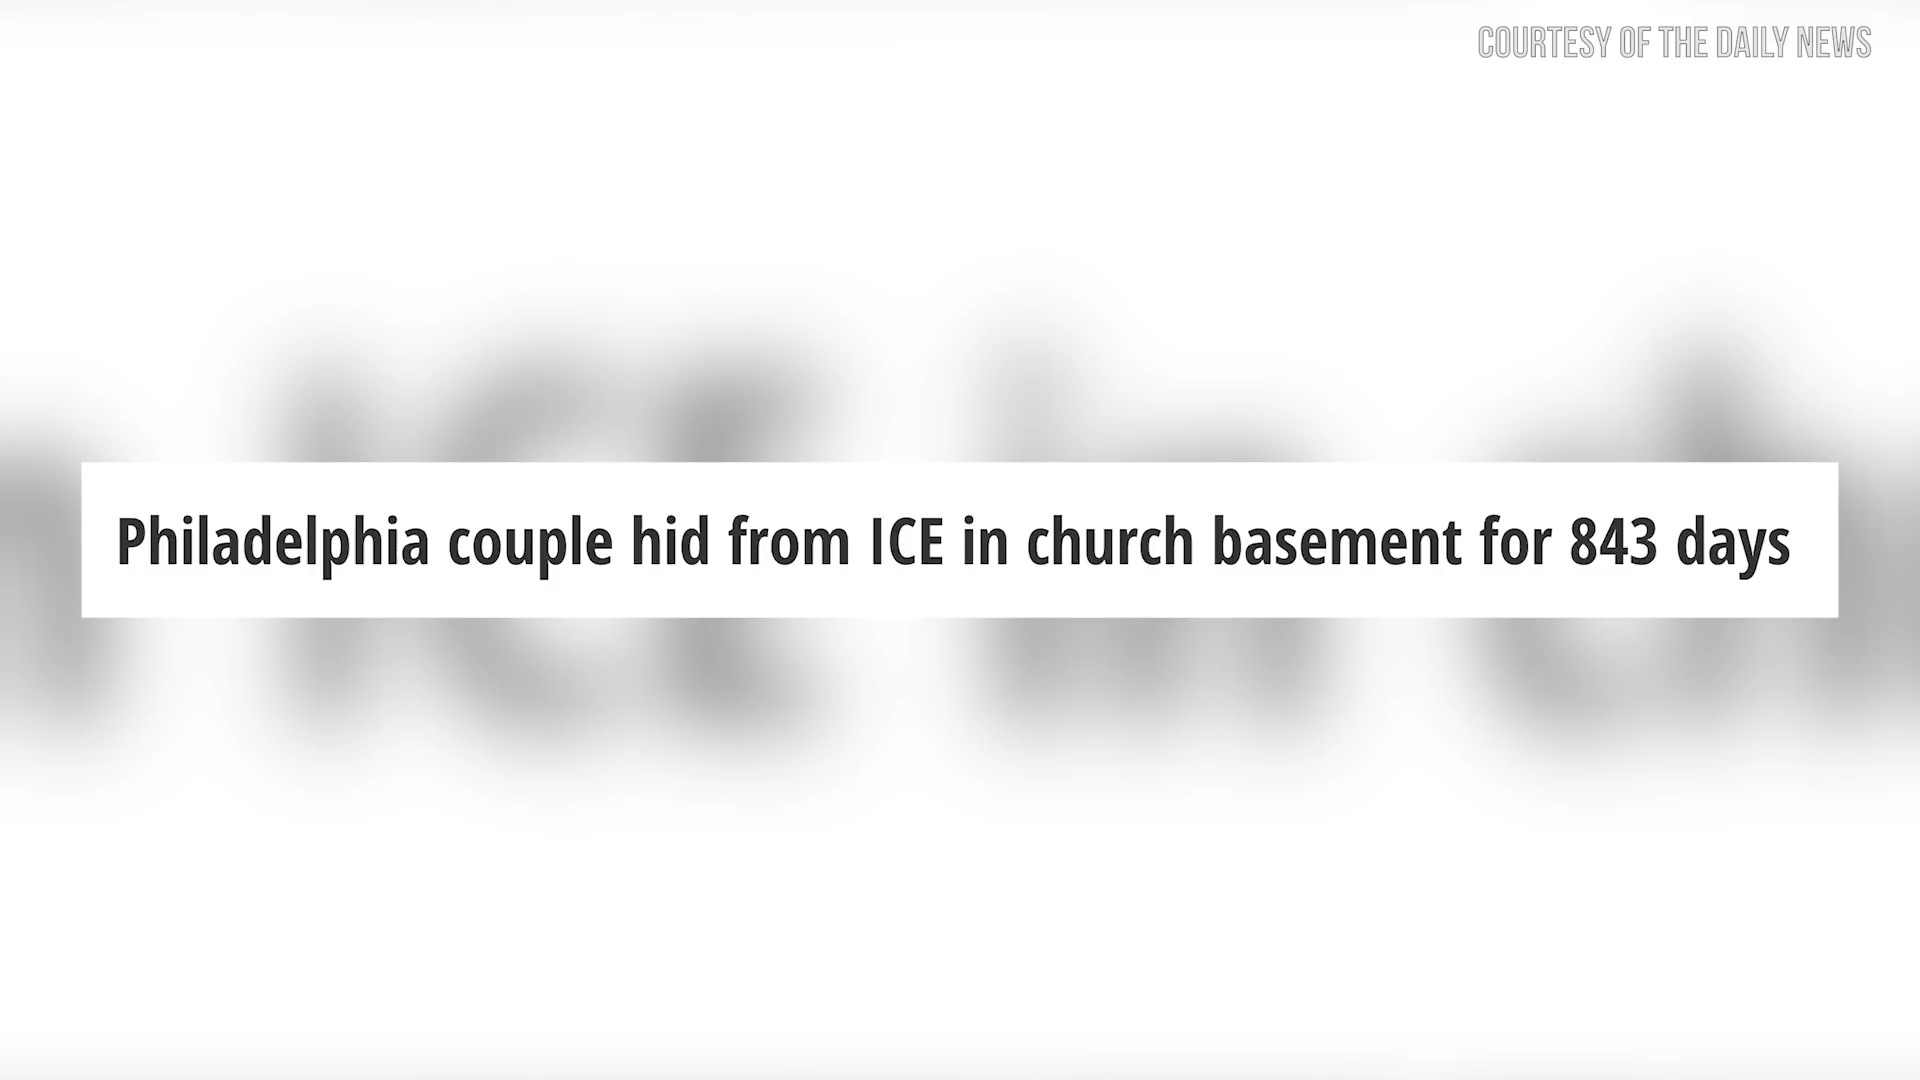 COURTESY OF THE DAILY NEWS
Philadelphia couple hid from ICE in church basement for 843 days